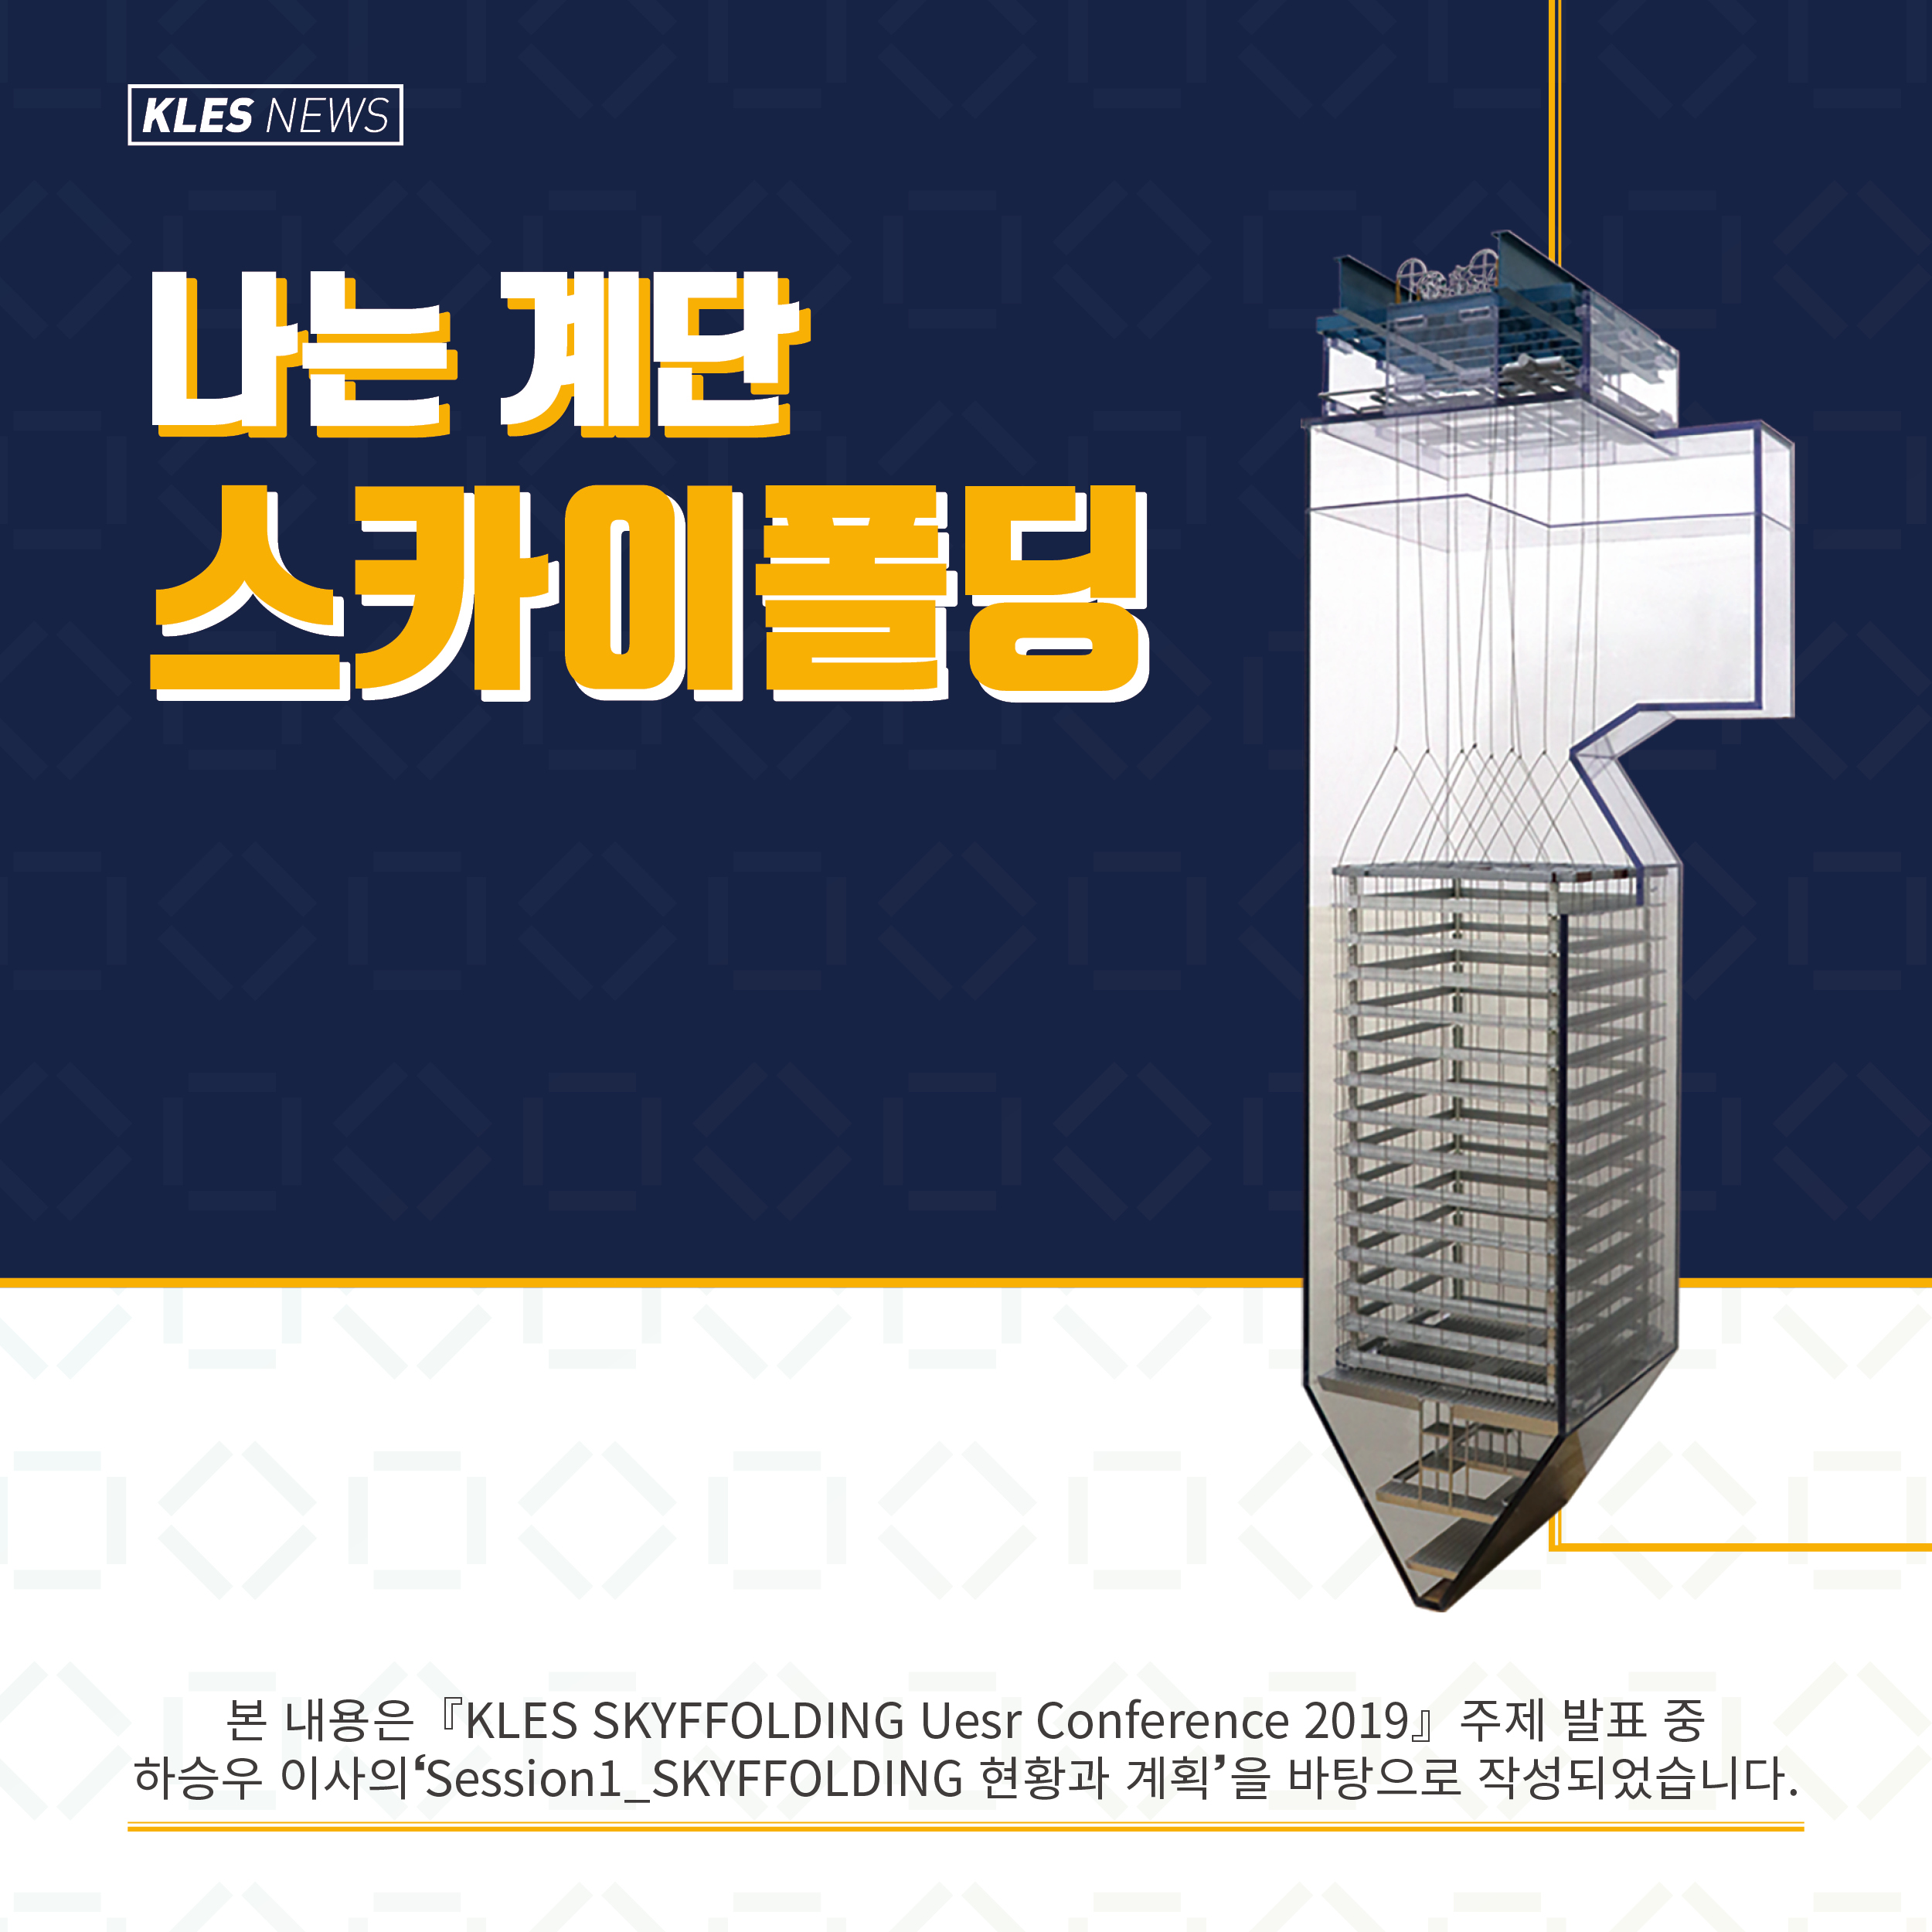 KLES NEWS
나는 계단
스카이폴딩
본 내용은『KLES SKYFFOLDING Uesr Conference 2019』주제 발표 중
하승우 이사의‘Session1_SKYFFOLDING 현황과 계획’을 바탕으로 작성되었습니다.